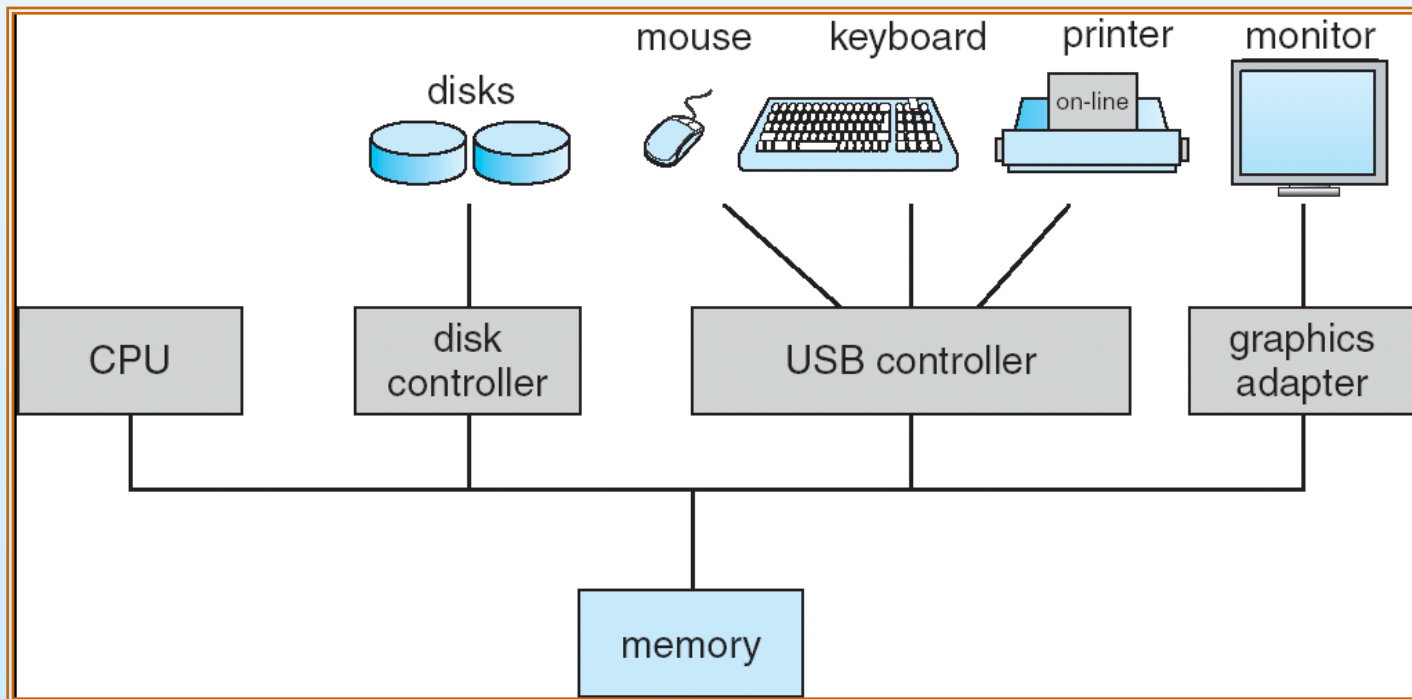 mouse
keyboard
printer
monitor
disks
on-line
CPU
disk
controller
USB controller
graphics
adapter
memory